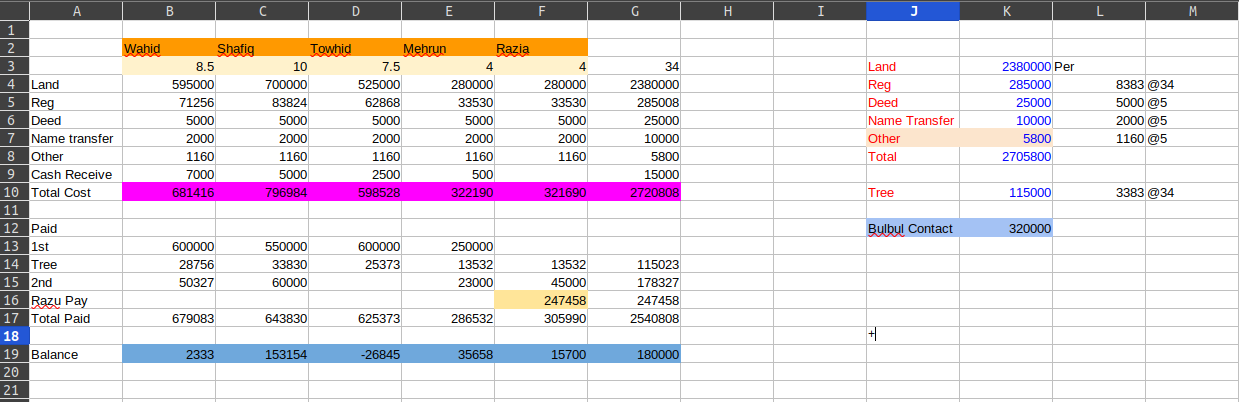 A B C D E F G H I J K L M
1
2 Wahid Shafiq Towhid Mehrun Razia
3 8.5 10 7.5 4 4 34 Land 2380000 Per
4 Land 595000 700000 525000 280000 280000 2380000 Reg 285000 8383 @34
5 Reg 71256 83824 62868 33530 33530 285008 Deed 25000 5000 @5
6 Deed 5000 5000 5000 5000 5000 25000 Name Transfer 10000 2000 @5
7 Name transfer 2000 2000 2000 2000 2000 10000 Other 5800 1160 @5
8 Other 1160 1160 1160 1160 1160 5800 Total 2705800
9 Cash Receive 7000 5000 2500 500 15000
10 Total Cost 681416 796984 598528 322190 321690 2720808 Tree 115000 3383 @34
11
12 Paid Bulbul Contact 320000
13 1st 600000 550000 600000 250000
14 Tree 28756 33830 25373 13532 13532 115023
15 2nd 50327 60000 23000 45000 178327
16 Razu Pay 247458 247458
17 Total Paid 679083 643830 625373 286532 305990 2540808
18 +
19 Balance 2333 153154 -26845 35658 15700 180000
20
21